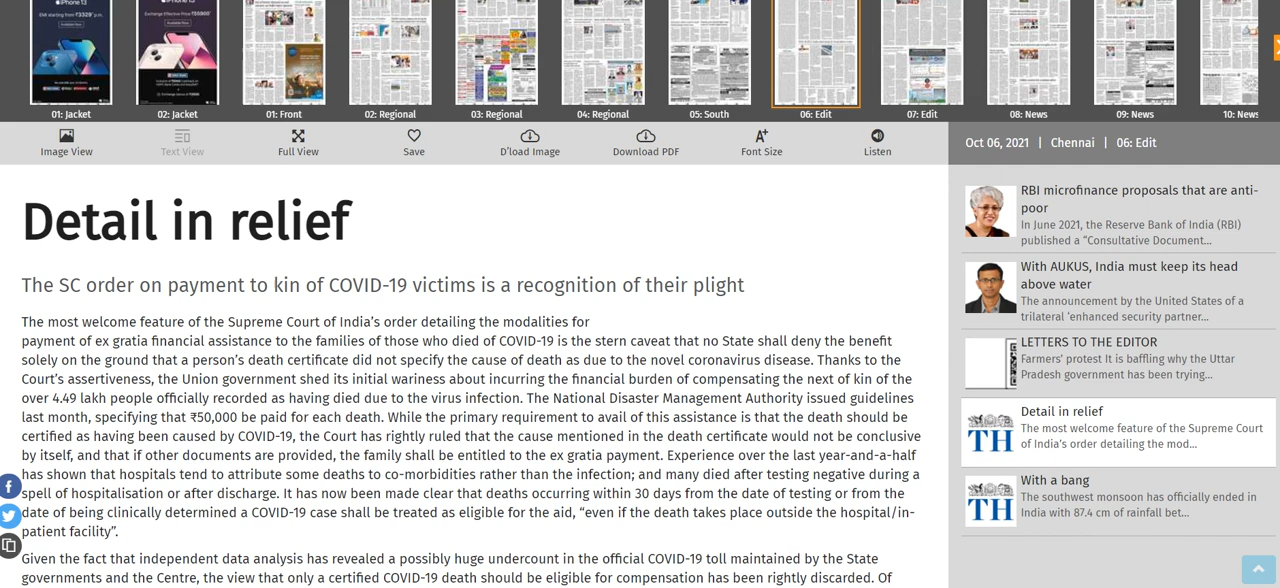 iPhone 13
EMI starting from ₹3329*
iPhone 13
Exchange Effective Price ₹55900*
01: Jacket
02: Jacket
01: Front
02: Regional
03: Regional
04: Regional
05: South
06: Edit
07: Edit
08: News
09: News
10: News
Image View
Text View
Full View
Save
D'load Image
Download PDF
A+
Font Size
Listen
Oct 06, 2021 | Chennai | 06: Edit
Detail in relief
The SC order on payment to kin of COVID-19 victims is a recognition of their plight
The most welcome feature of the Supreme Court of India’s order detailing the modalities for
payment of ex gratia financial assistance to the families of those who died of COVID-19 is the stern caveat that no State shall deny the benefit
solely on the ground that a person’s death certificate did not specify the cause of death as due to the novel coronavirus disease. Thanks to the
Court’s assertiveness, the Union government shed its initial wariness about incurring the financial burden of compensating the next of kin of the
over 4.49 lakh people officially recorded as having died due to the virus infection. The National Disaster Management Authority issued guidelines
last month, specifying that ₹50,000 be paid for each death. While the primary requirement to avail of this assistance is that the death should be
certified as having been caused by COVID-19, the Court has rightly ruled that the cause mentioned in the death certificate would not be conclusive
by itself, and that if other documents are provided, the family shall be entitled to the ex gratia payment. Experience over the last year-and-a-half
has shown that hospitals tend to attribute some deaths to co-morbidities rather than the infection; and many died after testing negative during a
spell of hospitalisation or after discharge. It has now been made clear that deaths occurring within 30 days from the date of testing or from the
date of being clinically determined a COVID-19 case shall be treated as eligible for the aid, “even if the death takes place outside the hospital/in-
patient facility”.
Given the fact that independent data analysis has revealed a possibly huge undercount in the official COVID-19 toll maintained by the State
governments and the Centre, the view that only a certified COVID-19 death should be eligible for compensation has been rightly discarded. Of
RBI microfinance proposals that are anti-
poor
In June 2021, the Reserve Bank of India (RBI)
published a “Consultative Document...
With AUKUS, India must keep its head
above water
The announcement by the United States of a
trilateral ‘enhanced security partner...
LETTERS TO THE EDITOR
Farmers’ protest It is baffling why the Uttar
Pradesh government has been trying...
Detail in relief
The most welcome feature of the Supreme Court
of India’s order detailing the mod...
TH
With a bang
The southwest monsoon has officially ended in
India with 87.4 cm of rainfall bet...
TH